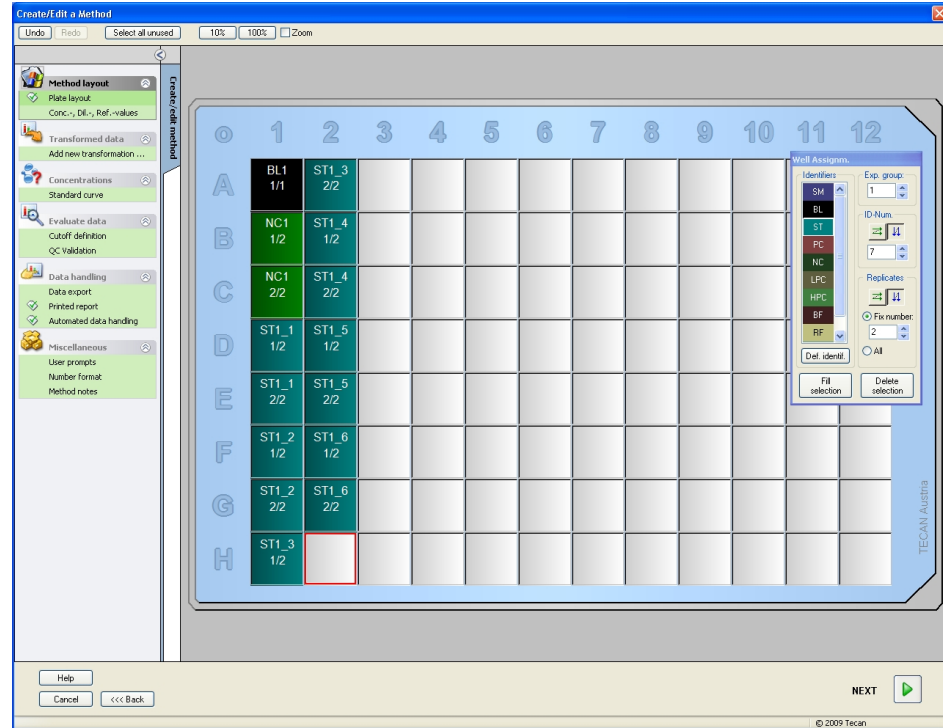 Create/Edit a Method
Undo Redo Select all unused 10% 100% Zoom
Create/edit method
Method layout
Plate layout
Conc.-, Dil.-, Ref.-values
Transformed data
Add new transformation ...
Concentrations
Standard curve
Evaluate data
Cutoff definition
QC Validation
Data handling
Data export
Printed report
Automated data handling
Miscellaneous
User prompts
Number format
Method notes
o 1 2 3 4 5 6 7 8 9 10 11 12
A
BL1 ST1_3
1/1 2/2
B
NC1 ST1_4
1/2 1/2
C
NC1 ST1_4
2/2 2/2
D
ST1_1 ST1_5
1/2 1/2
E
ST1_1 ST1_5
2/2 2/2
F
ST1_2 ST1_6
1/2 1/2
G
ST1_2 ST1_6
2/2 2/2
H
ST1_3
1/2
Well Assignm.
Identifiers
SM
BL
ST
PC
NC
LPC
HPC
BF
RF
Def. identif.
Exp. group:
1
ID-Num.
7
Replicates
Fix number:
2
All
Fill selection
Delete selection
TECAN Austria
Help
Cancel <<< Back
NEXT
© 2009 Tecan